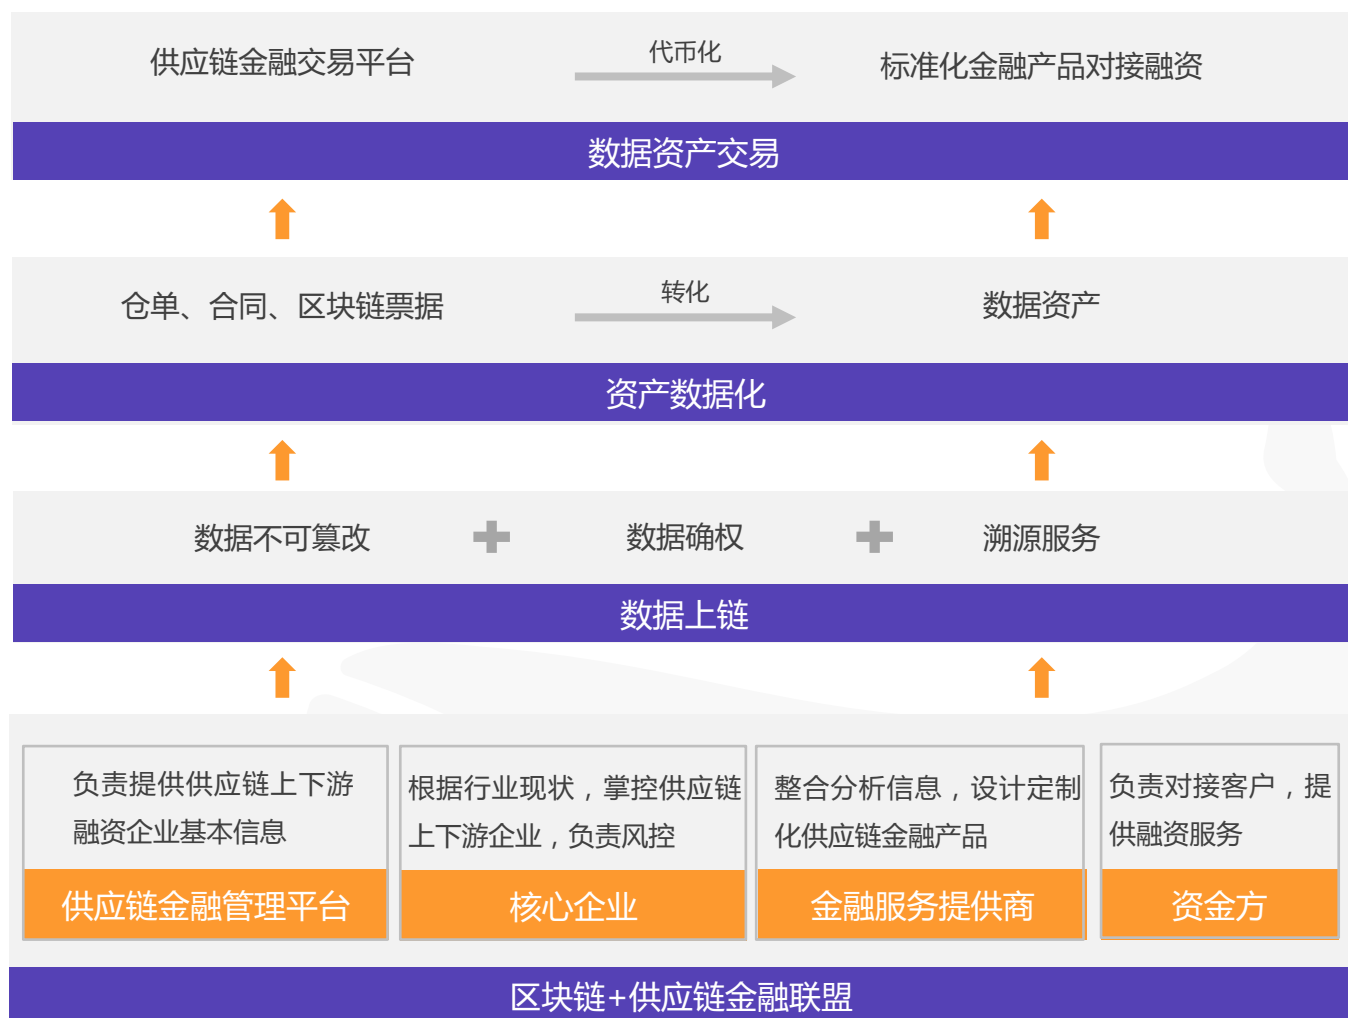 供应链金融交易平台
代币化
标准化金融产品对接融资
数据资产交易
仓单、合同、区块链票据
转化
数据资产
资产数据化
数据不可篡改
数据确权
溯源服务
数据上链
负责提供供应链上下游
融资企业基本信息
供应链金融管理平台
根据行业现状，掌控供应链
上下游企业，负责风控
核心企业
整合分析信息，设计定制
化供应链金融产品
金融服务提供商
负责对接客户，提
供融资服务
资金方
区块链+供应链金融联盟